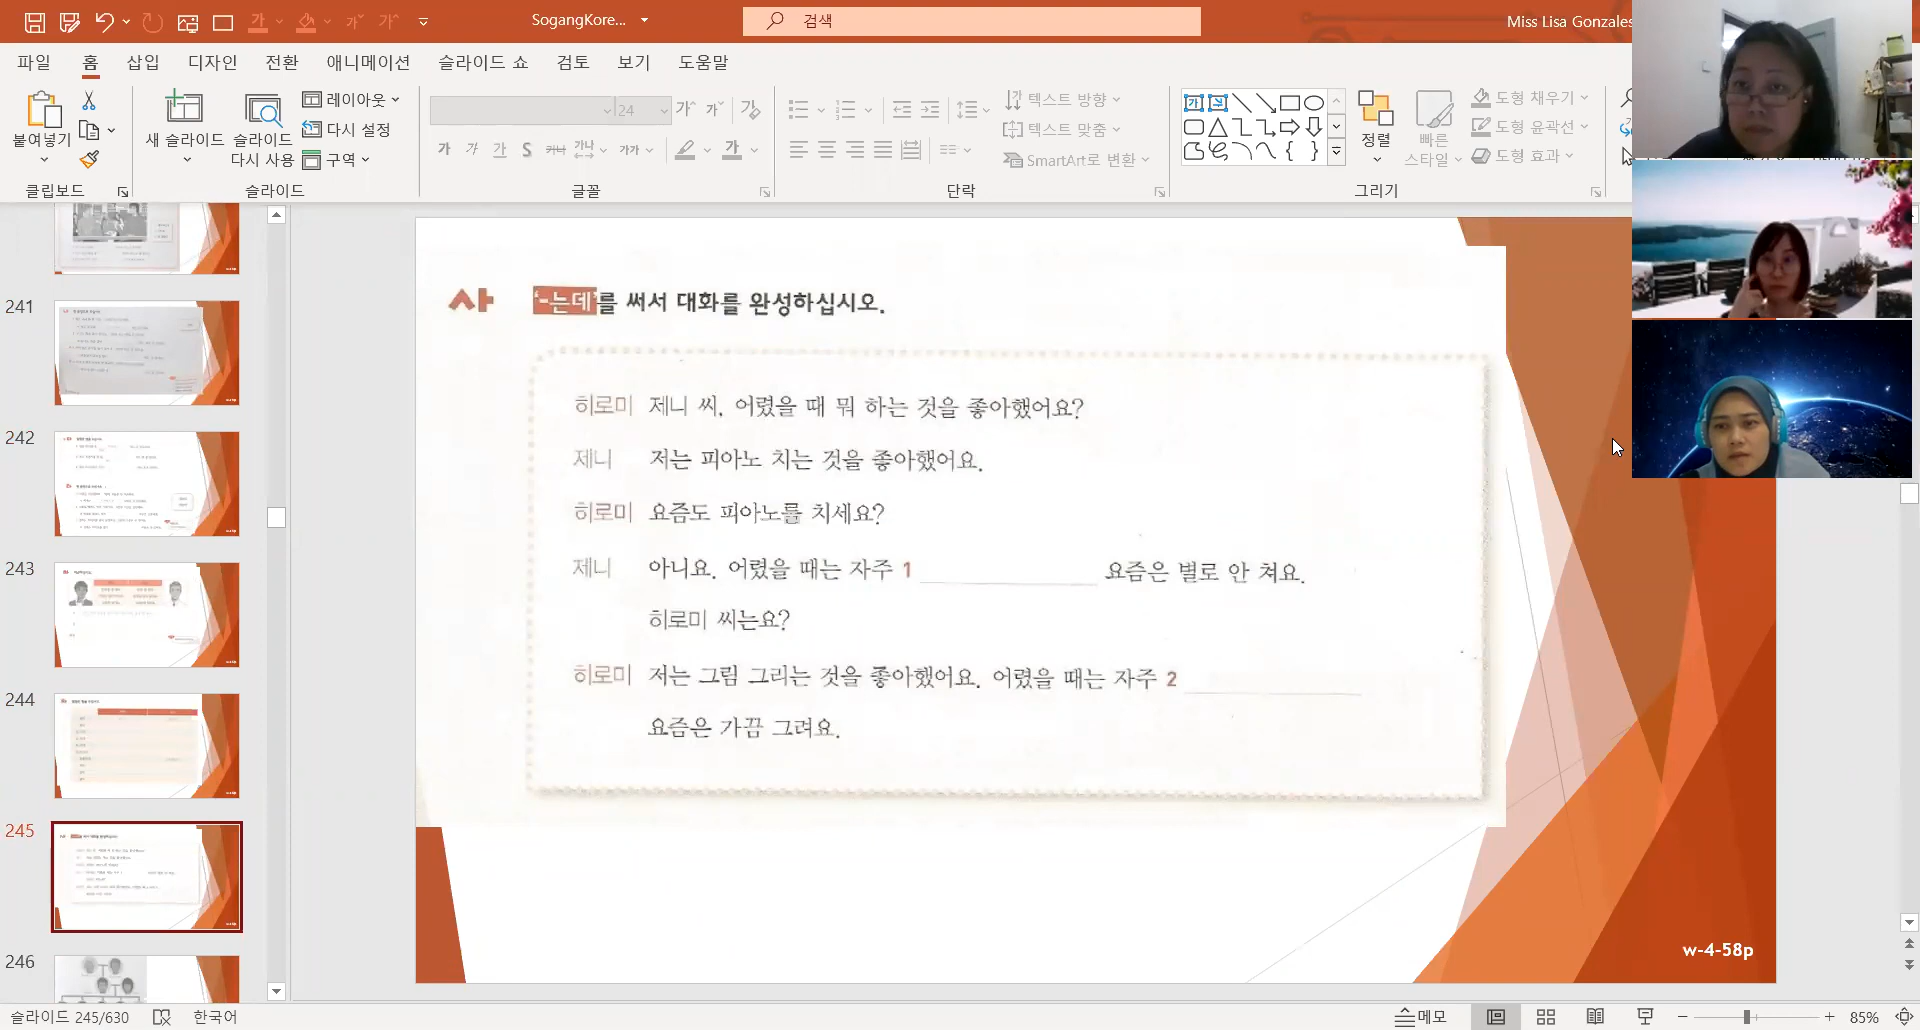 SogangKore...
검색
Miss Lisa Gonzales
파일 홈 삽입 디자인 전환 애니메이션 슬라이드 쇼 검토 보기 도움말
붙여넣기
새 슬라이드
슬라이드 다시 사용
레이아웃
다시 설정
구역
24
텍스트 방향
텍스트 맞춤
SmartArt로 변환
정렬
빠른 스타일
도형 채우기
도형 윤곽선
도형 효과
클립보드 슬라이드 글꼴 단락 그리기
241
242
243
244
245
246
사 '-는데'를 써서 대화를 완성하십시오.
히로미 제니 씨, 어렸을 때 뭐 하는 것을 좋아했어요?
제니 저는 피아노 치는 것을 좋아했어요.
히로미 요즘도 피아노를 치세요?
제니 아니요. 어렸을 때는 자주 1 요즘은 별로 안 쳐요.
히로미 씨는요?
히로미 저는 그림 그리는 것을 좋아했어요. 어렸을 때는 자주 2
요즘은 가끔 그려요.
w-4-58p
슬라이드 245/630 한국어 메모 85%